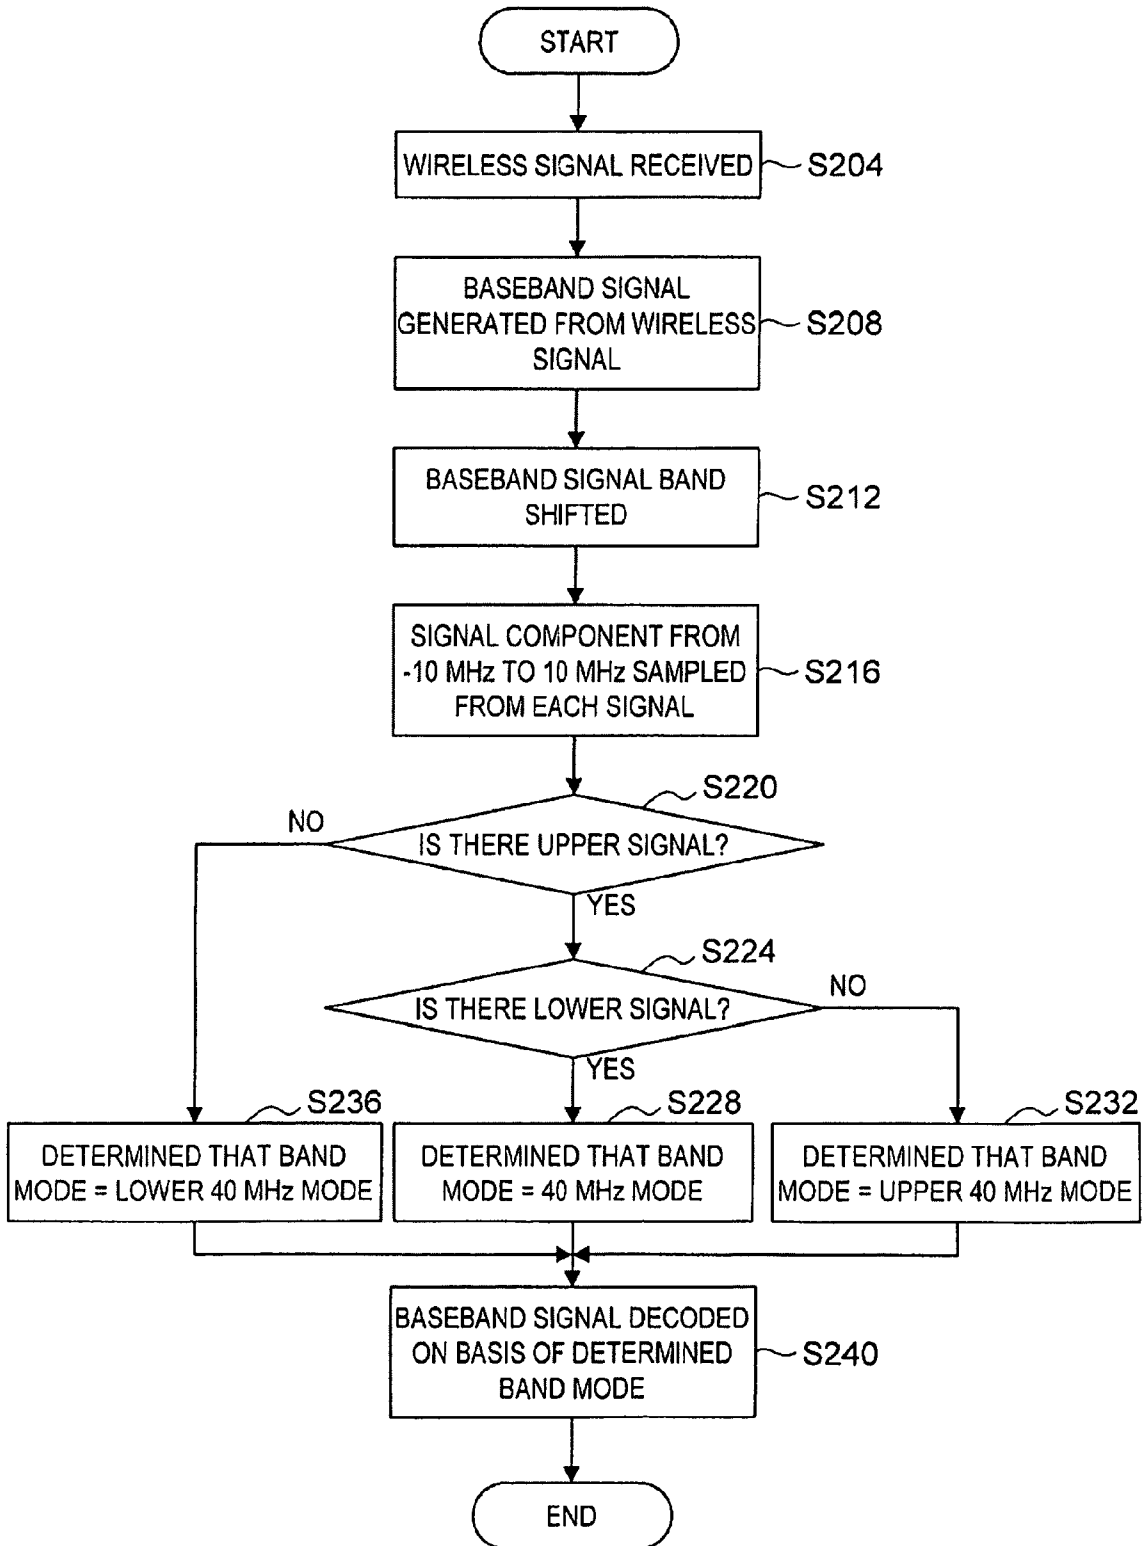 START
WIRELESS SIGNAL RECEIVED
S204
BASEBAND SIGNAL
GENERATED FROM WIRELESS
SIGNAL
S208
BASEBAND SIGNAL BAND
SHIFTED
S212
SIGNAL COMPONENT FROM
-10 MHz TO 10 MHz SAMPLED
FROM EACH SIGNAL
S216
S220
NO
IS THERE UPPER SIGNAL?
YES
S224
IS THERE LOWER SIGNAL?
NO
YES
S236
DETERMINED THAT BAND
MODE = LOWER 40 MHz MODE
S228
DETERMINED THAT BAND
MODE = 40 MHz MODE
S232
DETERMINED THAT BAND
MODE = UPPER 40 MHz MODE
BASEBAND SIGNAL DECODED
ON BASIS OF DETERMINED
BAND MODE
S240
END